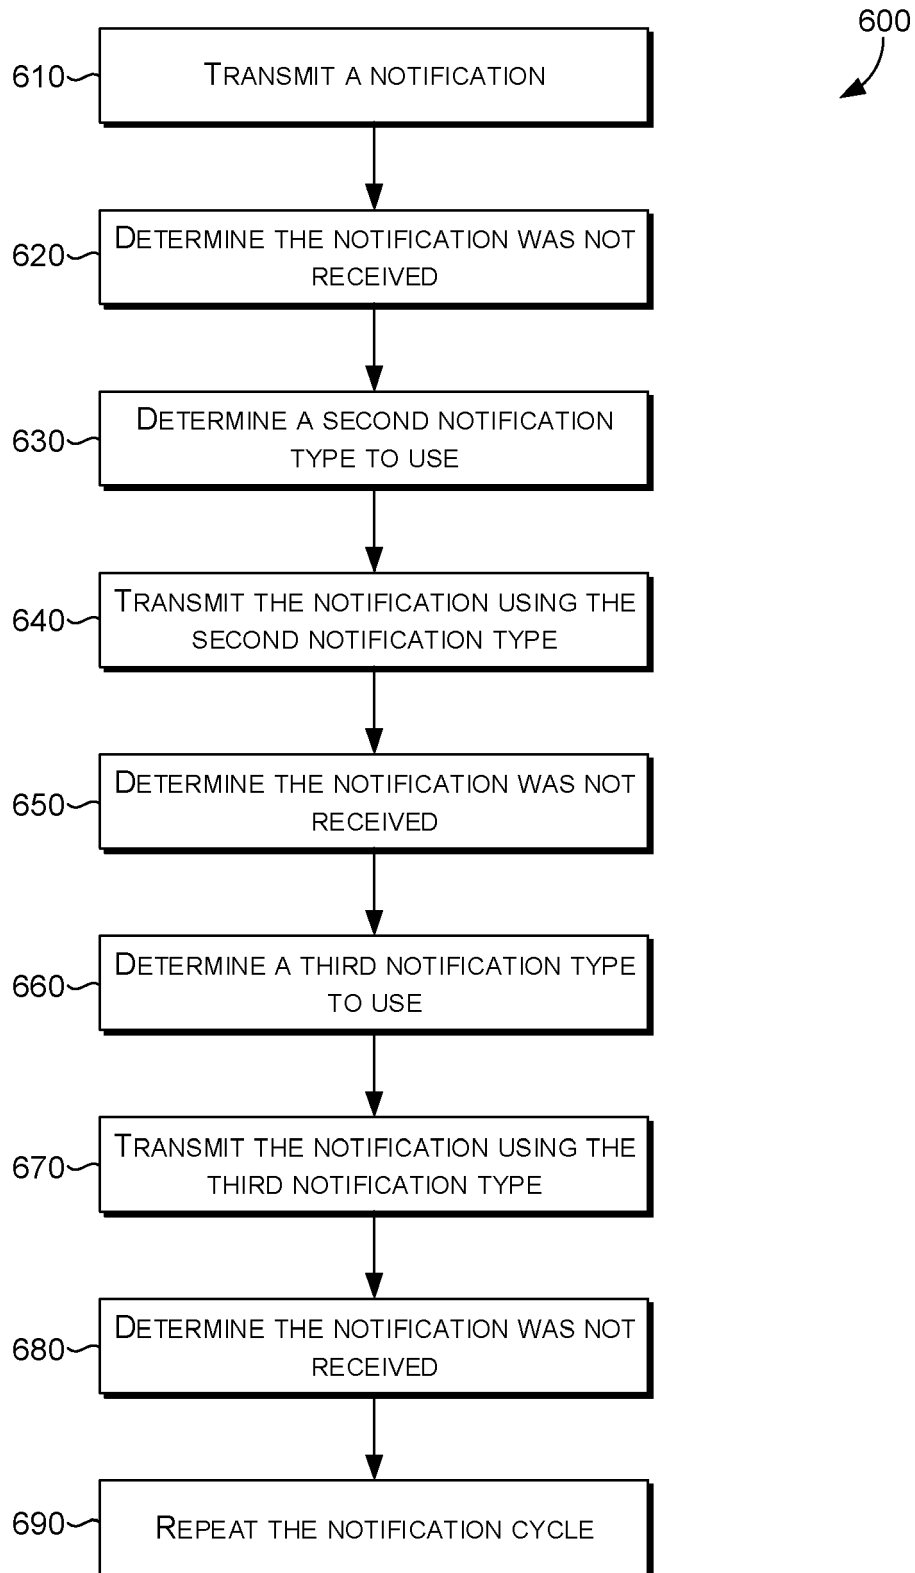 600
610
TRANSMIT A NOTIFICATION
620
DETERMINE THE NOTIFICATION WAS NOT
RECEIVED
630
DETERMINE A SECOND NOTIFICATION
TYPE TO USE
640
TRANSMIT THE NOTIFICATION USING THE
SECOND NOTIFICATION TYPE
650
DETERMINE THE NOTIFICATION WAS NOT
RECEIVED
660
DETERMINE A THIRD NOTIFICATION TYPE
TO USE
670
TRANSMIT THE NOTIFICATION USING THE
THIRD NOTIFICATION TYPE
680
DETERMINE THE NOTIFICATION WAS NOT
RECEIVED
690
REPEAT THE NOTIFICATION CYCLE